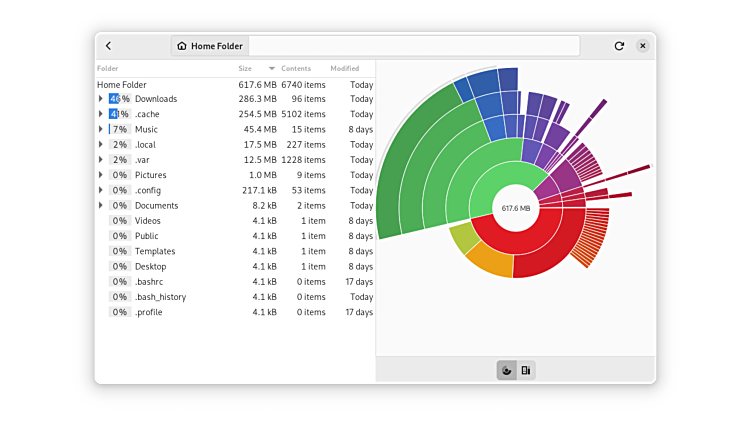 Home Folder
Folder Size Contents Modified
Home Folder 617.6 MB 6740 items Today
46% Downloads 286.3 MB 96 items Today
41% .cache 254.5 MB 5102 items Today
7% Music 45.4 MB 15 items 8 days
2% .local 17.5 MB 227 items Today
2% .var 12.5 MB 1228 items Today
0% Pictures 1.0 MB 9 items Today
0% .config 217.1 kB 53 items Today
0% Documents 8.2 kB 2 items Today
0% Videos 4.1 kB 1 item 8 days
0% Public 4.1 kB 1 item 8 days
0% Templates 4.1 kB 1 item 8 days
0% Desktop 4.1 kB 1 item 8 days
0% .bashrc 4.1 kB 0 items 17 days
0% .bash_history 4.1 kB 0 items Today
0% .profile 4.1 kB 0 items 17 days
617.6 MB